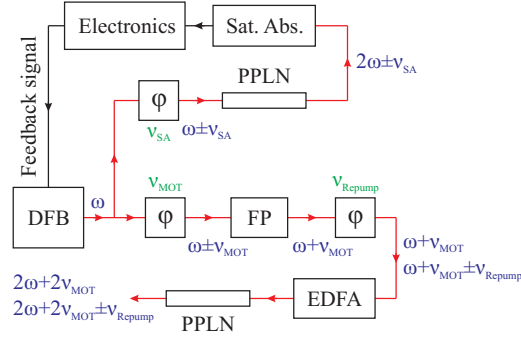 Electronics
Sat. Abs.
2ω±ν_SA
PPLN
φ
ν_SA
ω±ν_SA
Feedback signal
DFB
ω
ν_MOT
φ
ω±ν_MOT
FP
ω+ν_MOT
ν_Repump
φ
ω+ν_MOT
ω+ν_MOT±ν_Repump
EDFA
PPLN
2ω+2ν_MOT
2ω+2ν_MOT±ν_Repump